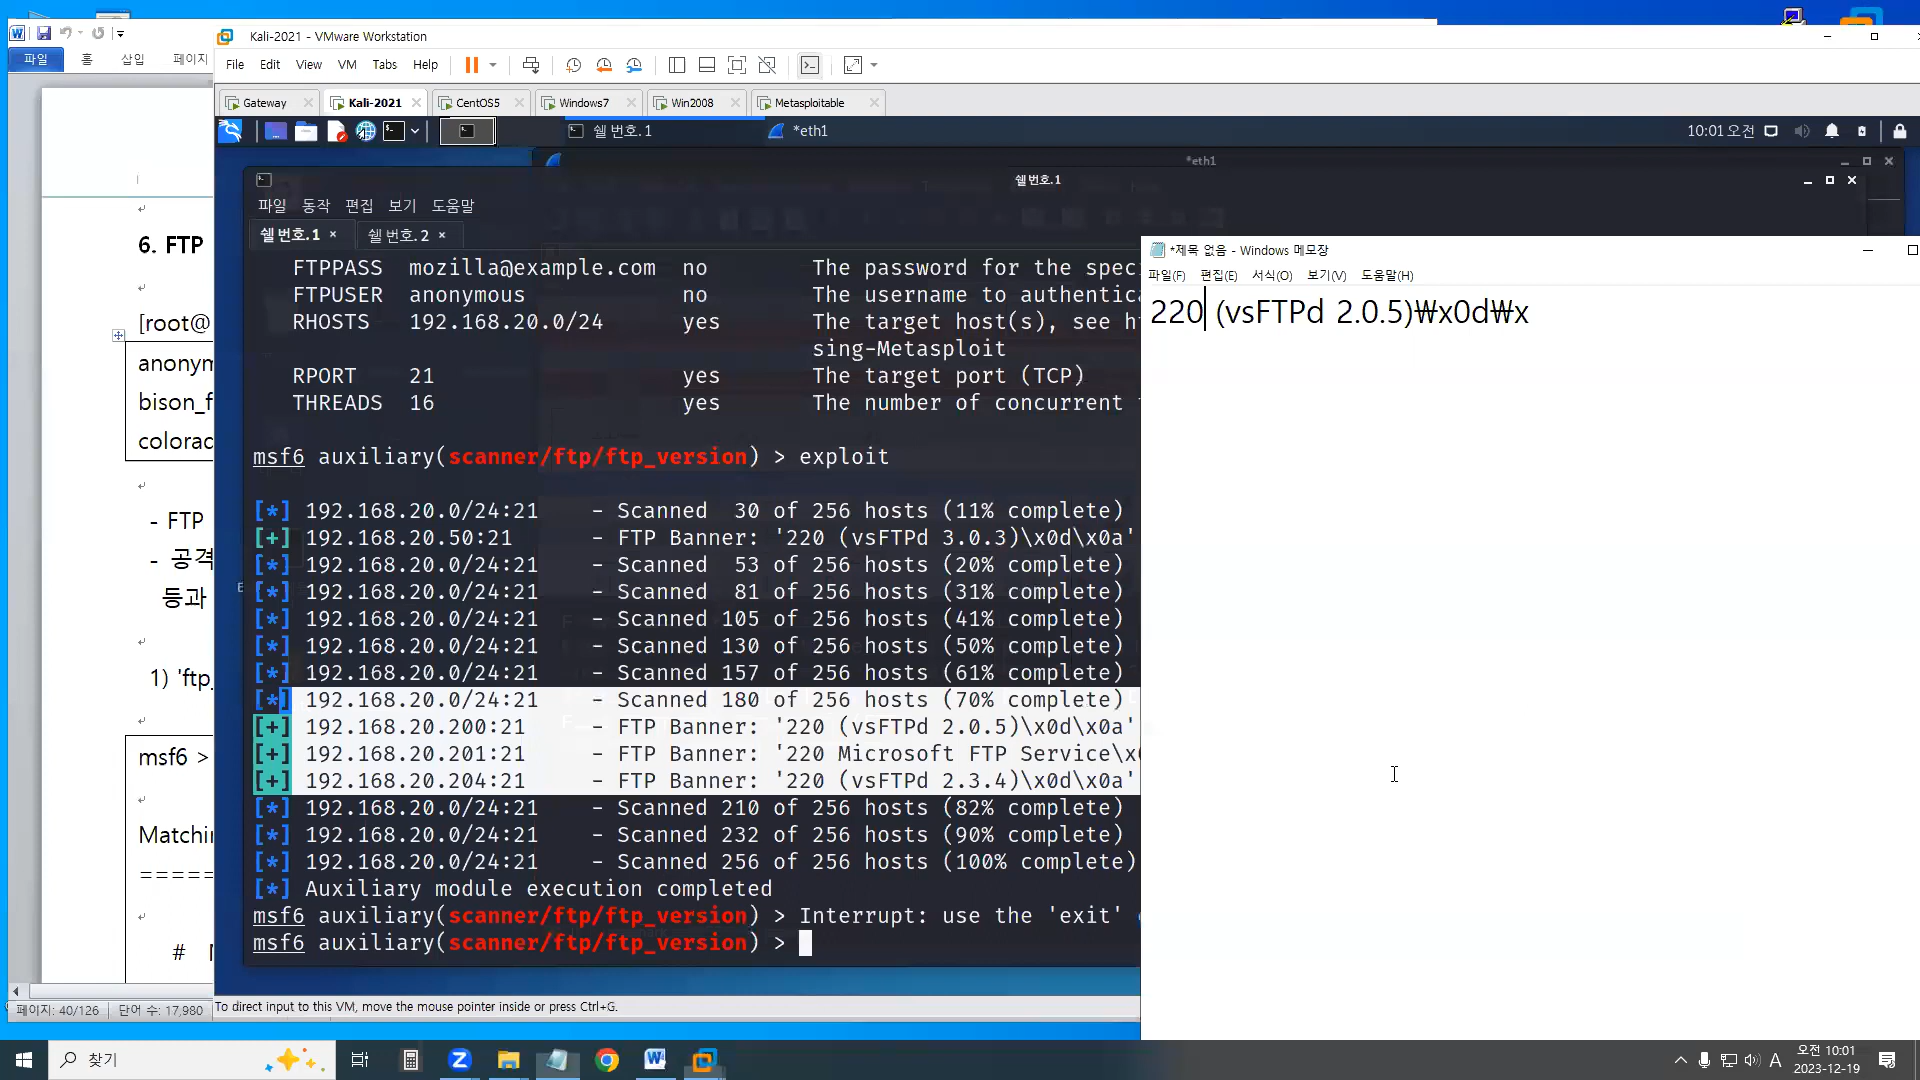 Kali-2021 - VMware Workstation
파일 홈 삽입 페이지
File Edit View VM Tabs Help
Gateway Kali-2021 CentOS5 Windows7 Win2008 Metasploitable
쉘 번호.1 *eth1 10:01 오전
*eth1
쉘번호.1
파일 동작 편집 보기 도움말
쉘 번호.1 쉘 번호.2
FTPPASS mozilla@example.com no The password for the speci
FTPUSER anonymous no The username to authentica
RHOSTS 192.168.20.0/24 yes The target host(s), see h
sing-Metasploit
RPORT 21 yes The target port (TCP)
THREADS 16 yes The number of concurrent
msf6 auxiliary(scanner/ftp/ftp_version) > exploit
[*] 192.168.20.0/24:21 - Scanned 30 of 256 hosts (11% complete)
[+] 192.168.20.50:21 - FTP Banner: '220 (vsFTPd 3.0.3)\x0d\x0a'
[*] 192.168.20.0/24:21 - Scanned 53 of 256 hosts (20% complete)
[*] 192.168.20.0/24:21 - Scanned 81 of 256 hosts (31% complete)
[*] 192.168.20.0/24:21 - Scanned 105 of 256 hosts (41% complete)
[*] 192.168.20.0/24:21 - Scanned 130 of 256 hosts (50% complete)
[*] 192.168.20.0/24:21 - Scanned 157 of 256 hosts (61% complete)
[*] 192.168.20.0/24:21 - Scanned 180 of 256 hosts (70% complete)
[+] 192.168.20.200:21 - FTP Banner: '220 (vsFTPd 2.0.5)\x0d\x0a'
[+] 192.168.20.201:21 - FTP Banner: '220 Microsoft FTP Service\x
[+] 192.168.20.204:21 - FTP Banner: '220 (vsFTPd 2.3.4)\x0d\x0a'
[*] 192.168.20.0/24:21 - Scanned 210 of 256 hosts (82% complete)
[*] 192.168.20.0/24:21 - Scanned 232 of 256 hosts (90% complete)
[*] 192.168.20.0/24:21 - Scanned 256 of 256 hosts (100% complete)
[*] Auxiliary module execution completed
msf6 auxiliary(scanner/ftp/ftp_version) > Interrupt: use the 'exit'
msf6 auxiliary(scanner/ftp/ftp_version) >
To direct input to this VM, move the mouse pointer inside or press Ctrl+G.
*제목 없음 - Windows 메모장
파일(F) 편집(E) 서식(O) 보기(V) 도움말(H)
220 (vsFTPd 2.0.5)₩x0d₩x
6. FTP
[root@
anonym
bison_f
colorad
- FTP
- 공격
등과
1) 'ftp_
msf6 >
Matchin
=====
#
페이지: 40/126 단어 수: 17,980
찾기
A 오전 10:01
2023-12-19